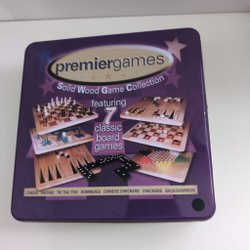 premiergames
Solid Wood Game Collection
featuring
7
classic
board
games
CHESS PACHISI TIC TAC TOE DOMINOES CHINESE CHECKERS CHECKERS BACKGAMMON